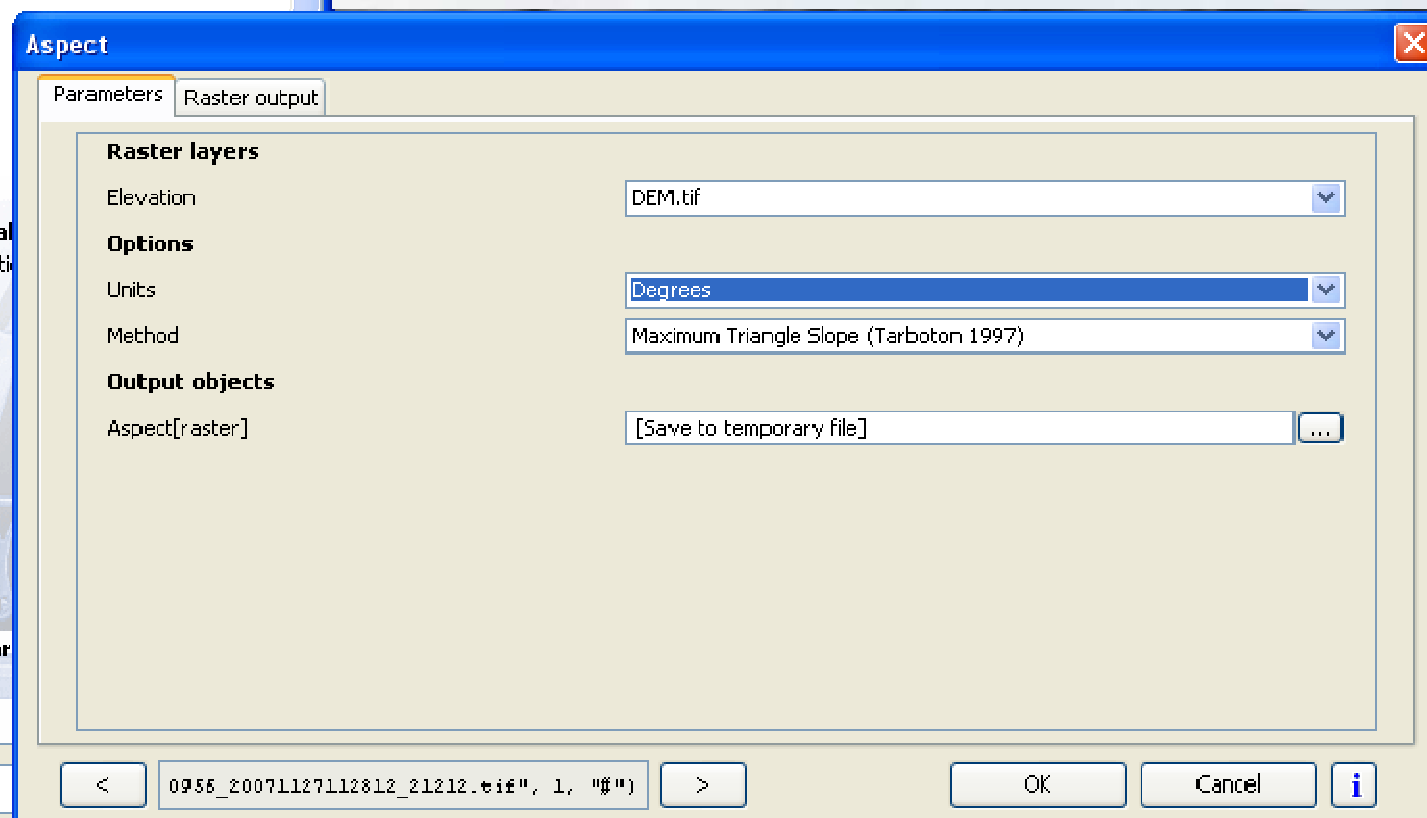 Aspect
Parameters
Raster output
Raster layers
Elevation
DEM.tif
Options
Units
Degrees
Method
Maximum Triangle Slope (Tarboton 1997)
Output objects
Aspect[raster]
[Save to temporary file]
...
<
0956_20071127112812_21212.tif", 1, "#")
>
OK
Cancel
i